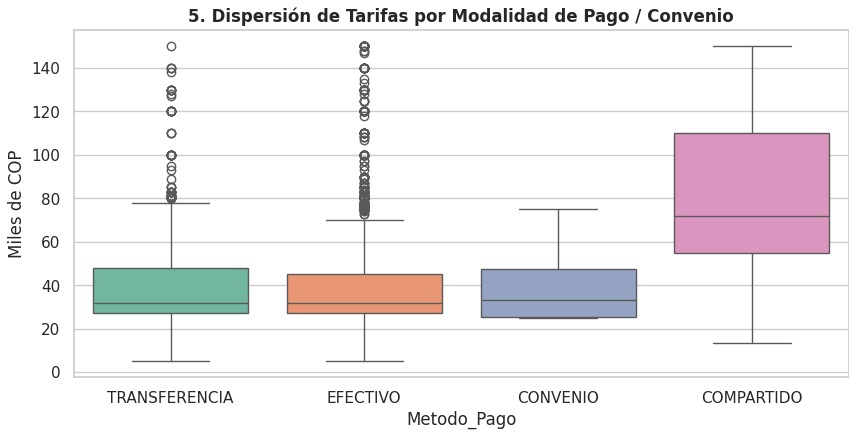 5. Dispersión de Tarifas por Modalidad de Pago / Convenio
Miles de COP
140
120
100
80
60
40
20
0
TRANSFERENCIA
EFECTIVO
CONVENIO
COMPARTIDO
Metodo_Pago